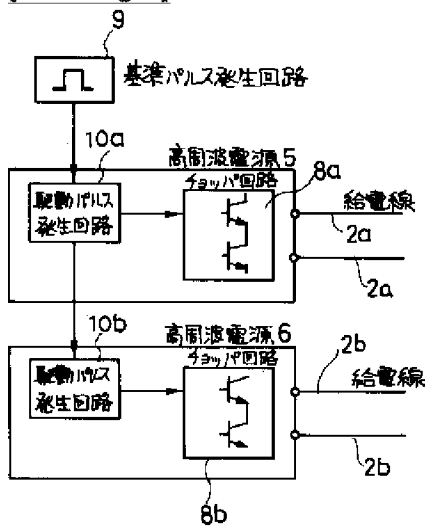 9
基準パルス発生回路
10a
高周波電源5
チョッパ回路
8a
駆動パルス
発生回路
給電線
2a
2a
10b
高周波電源6
チョッパ回路
2b
駆動パルス
発生回路
給電線
2b
8b